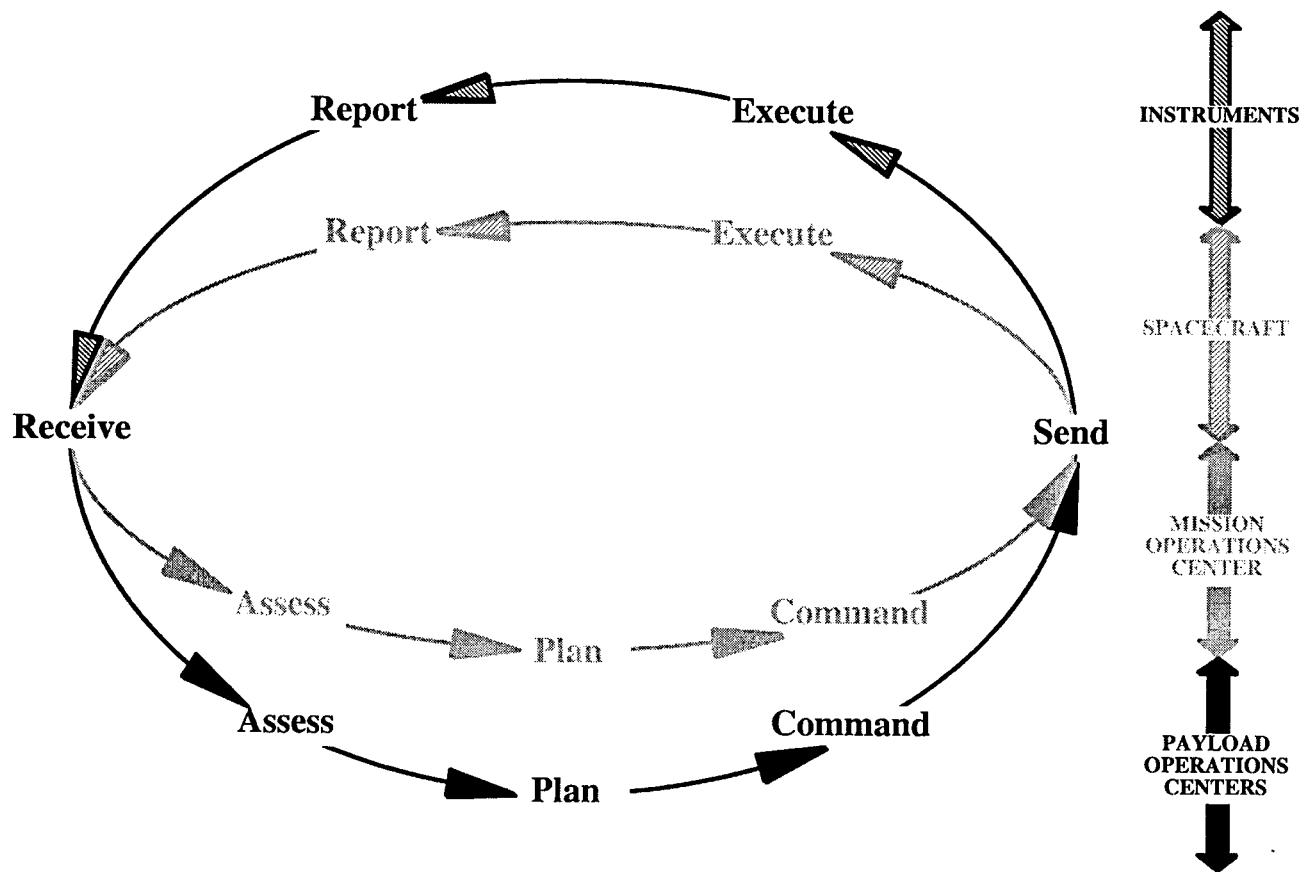 Report
Execute
INSTRUMENTS
Report
Execute
SPACECRAFT
Receive
Send
MISSION
OPERATIONS
CENTER
Assess
Command
Plan
Assess
Command
Plan
PAYLOAD
OPERATIONS
CENTERS